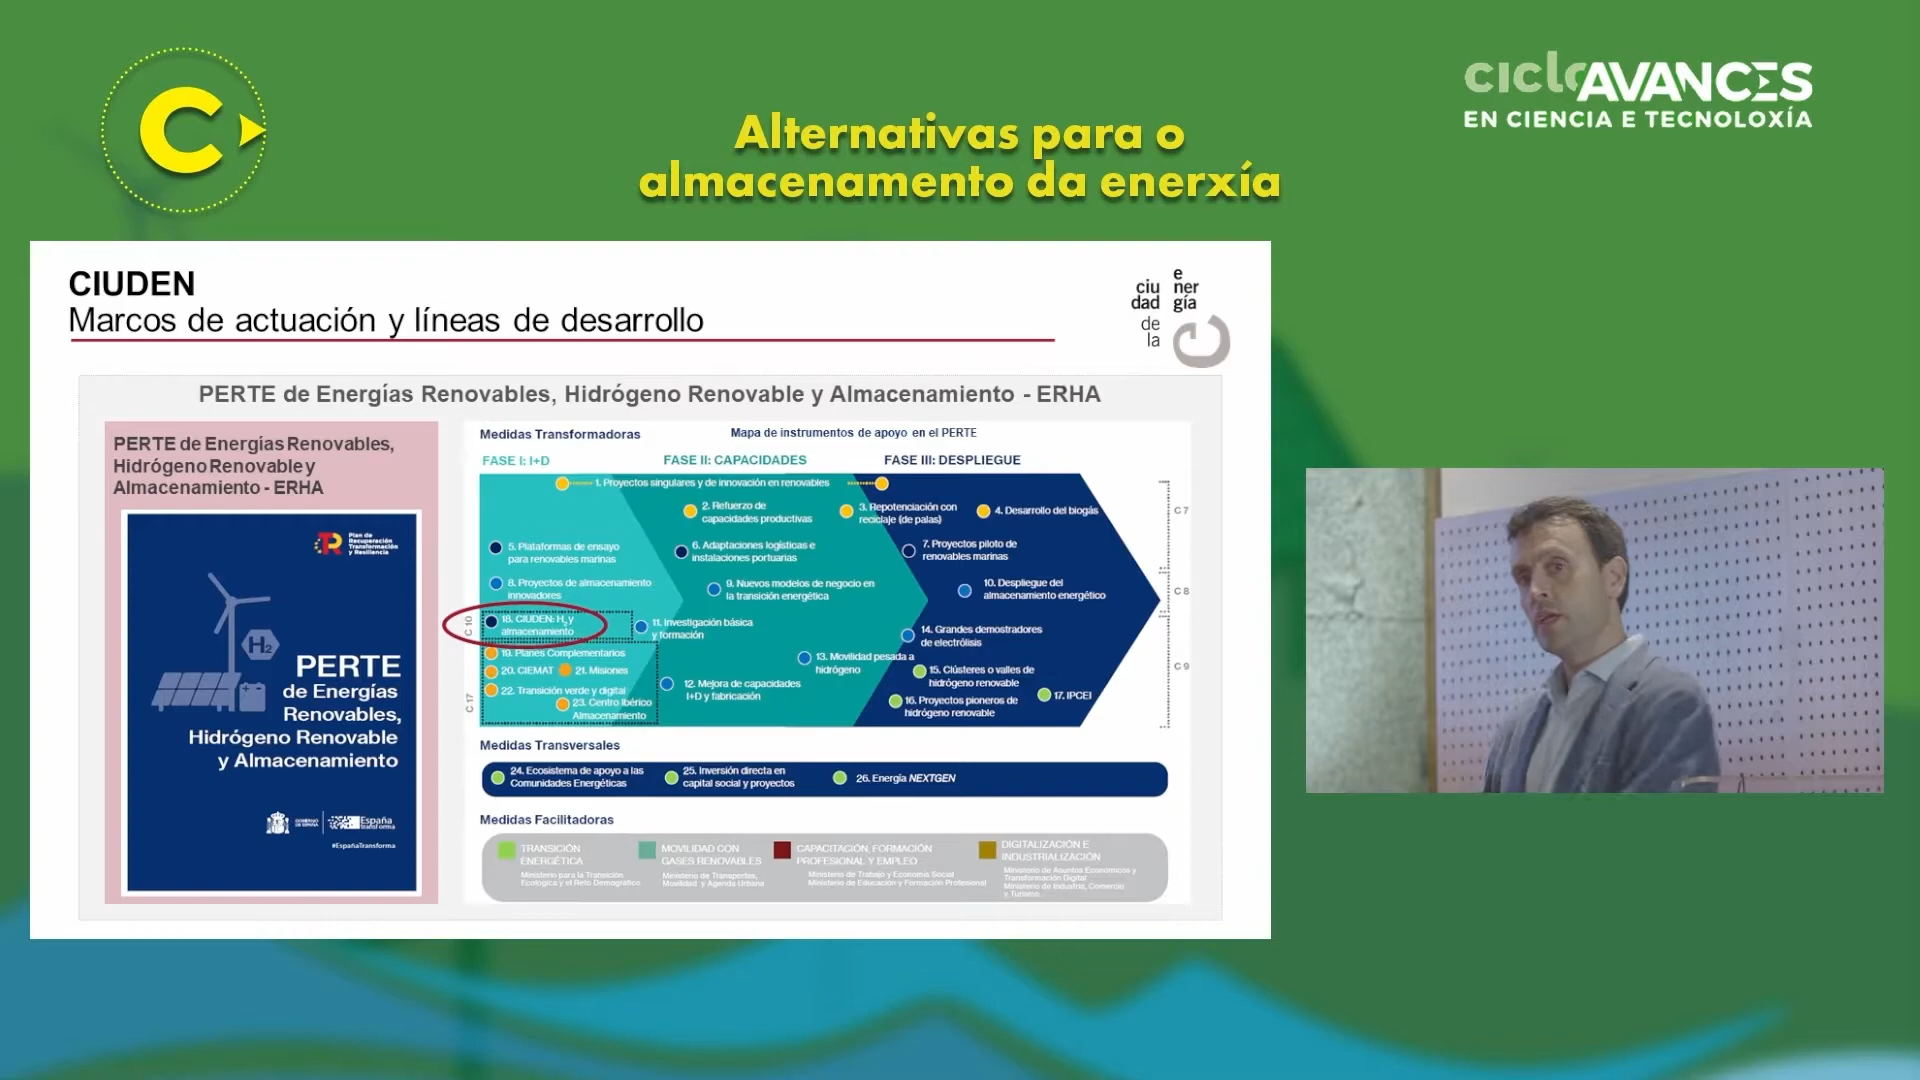 cicloAVANCES
EN CIENCIA E TECNOLOXÍA
Alternativas para o
almacenamento da enerxía
CIUDEN
Marcos de actuación y líneas de desarrollo
ciudad de la energía
PERTE de Energías Renovables, Hidrógeno Renovable y Almacenamiento - ERHA
PERTE de Energías Renovables,
Hidrógeno Renovable y
Almacenamiento - ERHA
Plan de
Recuperación,
Transformación
y Resiliencia
H2
PERTE
de Energías
Renovables,
Hidrógeno Renovable
y Almacenamiento
GOBIERNO
DE ESPAÑA
España
transforma
#EspañaTransforma
Medidas Transformadoras
Mapa de instrumentos de apoyo en el PERTE
FASE I: I+D
FASE II: CAPACIDADES
FASE III: DESPLIEGUE
1. Proyectos singulares y de innovación en renovables
2. Refuerzo de
capacidades productivas
3. Repotenciación con
reciclaje (de palas)
4. Desarrollo del biogás
C 7
5. Plataformas de ensayo
para renovables marinas
6. Adaptaciones logísticas e
instalaciones portuarias
7. Proyectos piloto de
renovables marinas
8. Proyectos de almacenamiento
innovadores
9. Nuevos modelos de negocio en
la transición energética
10. Despliegue del
almacenamiento energético
C 8
C 10
18. CIUDEN: H2 y
almacenamiento
11. Investigación básica
y formación
14. Grandes demostradores
de electrólisis
19. Planes Complementarios
20. CIEMAT
21. Misiones
13. Movilidad pesada a
hidrógeno
15. Clústeres o valles de
hidrógeno renovable
C 9
C 17
22. Transición verde y digital
12. Mejora de capacidades
I+D y fabricación
23. Centro Ibérico
Almacenamiento
16. Proyectos pioneros de
hidrógeno renovable
17. IPCEI
Medidas Transversales
24. Ecosistema de apoyo a las
Comunidades Energéticas
25. Inversión directa en
capital social y proyectos
26. Energía NEXTGEN
Medidas Facilitadoras
TRANSICIÓN
ENERGÉTICA
Ministerio para la Transición
Ecológica y el Reto Demográfico
MOVILIDAD CON
GASES RENOVABLES
Ministerio de Transportes,
Movilidad y Agenda Urbana
CAPACITACIÓN, FORMACIÓN
PROFESIONAL Y EMPLEO
Ministerio de Trabajo y Economía Social
Ministerio de Educación y Formación Profesional
DIGITALIZACIÓN E
INDUSTRIALIZACIÓN
Ministerio de Asuntos Económicos y
Transformación Digital
Ministerio de Industria, Comercio
y Turismo